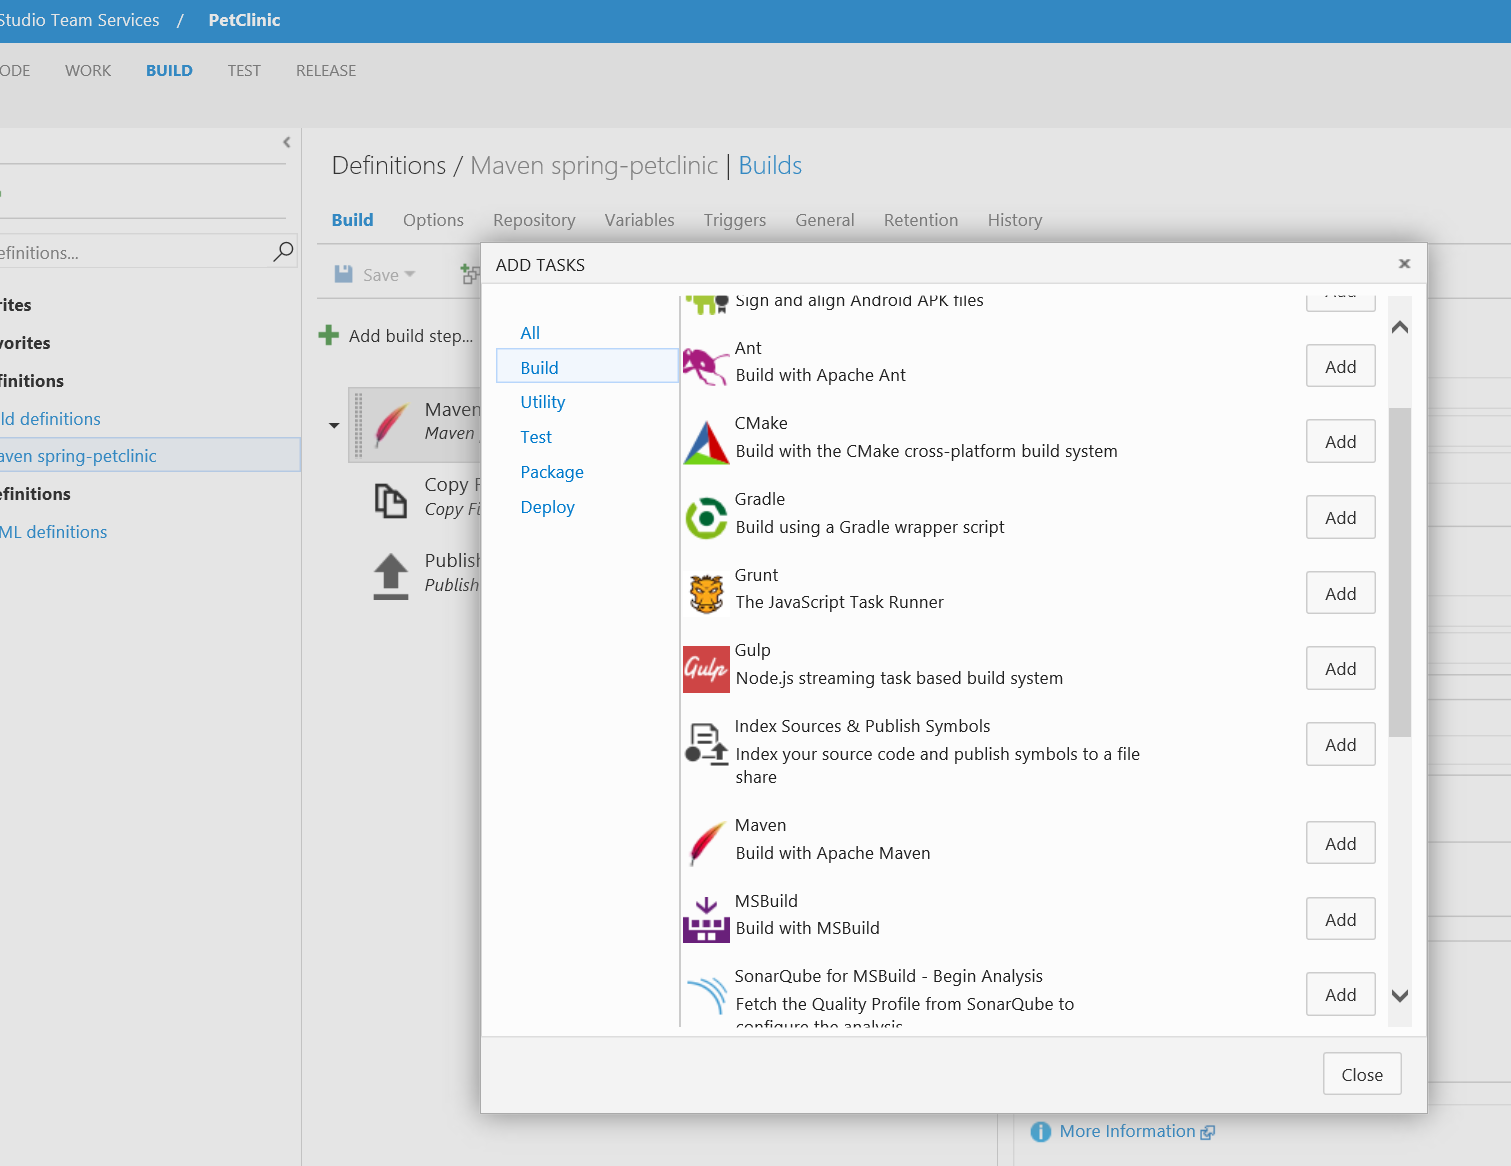 Studio Team Services / PetClinic
ODE WORK BUILD TEST RELEASE
Definitions / Maven spring-petclinic | Builds
Build Options Repository Variables Triggers General Retention History
efinitions...
Save
rites
vorites
finitions
ld definitions
aven spring-petclinic
efinitions
ML definitions
Add build step...
Maven
Maven
Copy F
Copy Fi
Publish
Publish
ADD TASKS
All
Build
Utility
Test
Package
Deploy
Sign and align Android APK files
Add
Ant
Build with Apache Ant
Add
CMake
Build with the CMake cross-platform build system
Add
Gradle
Build using a Gradle wrapper script
Add
Grunt
The JavaScript Task Runner
Add
Gulp
Gulp
Node.js streaming task based build system
Add
Index Sources & Publish Symbols
Index your source code and publish symbols to a file
share
Add
Maven
Build with Apache Maven
Add
MSBuild
Build with MSBuild
Add
SonarQube for MSBuild - Begin Analysis
Fetch the Quality Profile from SonarQube to
configure the analysis
Add
Close
More Information